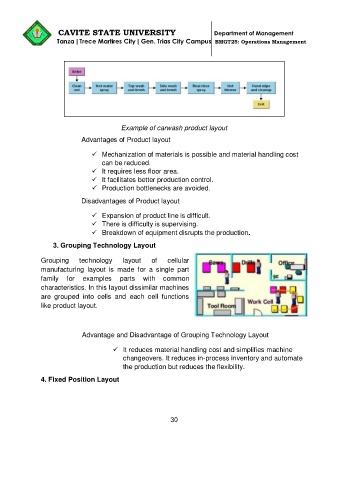 CAVITE STATE UNIVERSITY
Department of Management
Tanza | Trece Martires City | Gen. Trias City Campus
BMGT25: Operations Management
Enter
Clean out
Hot water spray
Top wash and brush
Side wash and brush
Rear rinse spray
Hot
Hand wipe and cleanup
Exit
Example of carwash product layout
Advantages of Product layout
✓ Mechanization of materials is possible and material handling cost
can be reduced.
✓ It requires less floor area.
✓ It facilitates better production control.
✓ Production bottlenecks are avoided.
Disadvantages of Product layout
✓ Expansion of product line is difficult.
✓ There is difficulty is supervising.
✓ Breakdown of equipment disrupts the production.
3. Grouping Technology Layout
Grouping technology layout of cellular
manufacturing layout is made for a single part
family for examples parts with common
characteristics. In this layout dissimilar machines
are grouped into cells and each cell functions
like product layout.
Saws
Drills
Office
Tool Room
Work Cell
Advantage and Disadvantage of Grouping Technology Layout
✓ It reduces material handling cost and simplifies machine
changeovers. It reduces in-process inventory and automate
the production but reduces the flexibility.
4. Fixed Position Layout
30